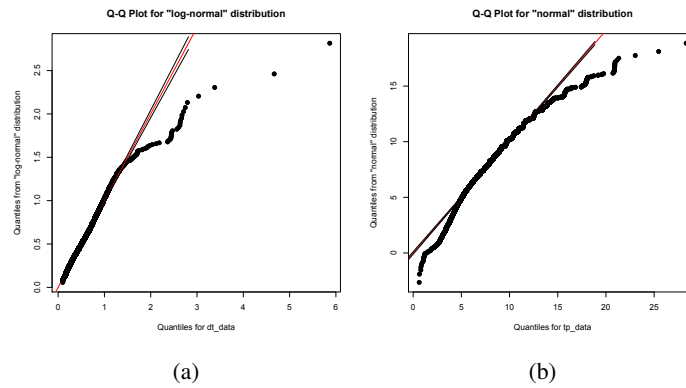 Q-Q Plot for "log-normal" distribution
Quantiles from "log-normal" distribution
2.5
2.0
1.5
1.0
0.5
0.0
0 1 2 3 4 5 6
Quantiles for dt_data
(a)
Q-Q Plot for "normal" distribution
Quantiles from "normal" distribution
15
10
5
0
0 5 10 15 20 25
Quantiles for tp_data
(b)